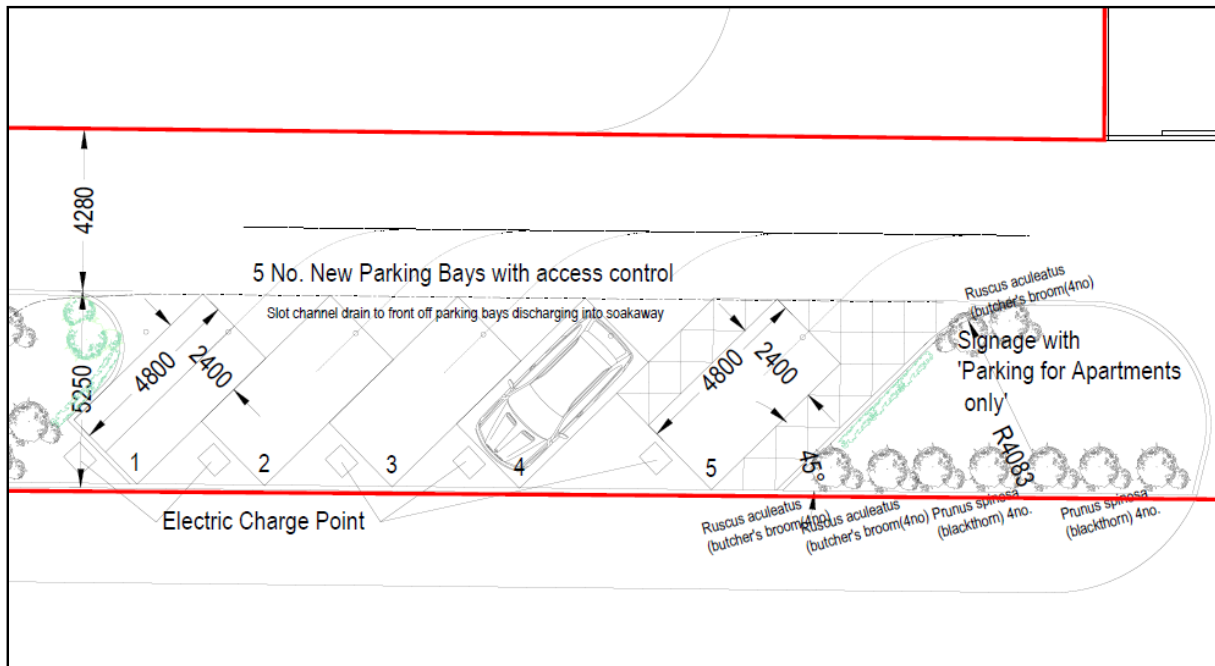 4280
5 No. New Parking Bays with access control
Slot channel drain to front off parking bays discharging into soakaway
Ruscus aculeatus
(butcher's broom(4no)
Signage with
'Parking for Apartments
only'
5250
4800
2400
4800
2400
R4083
45°
1
2
3
4
5
Electric Charge Point
Ruscus aculeatus
(butcher's broom(4no)
Ruscus aculeatus
(butcher's broom(4no)
Prunus spinosa
(blackthorn) 4no.
Prunus spinosa
(blackthorn) 4no.